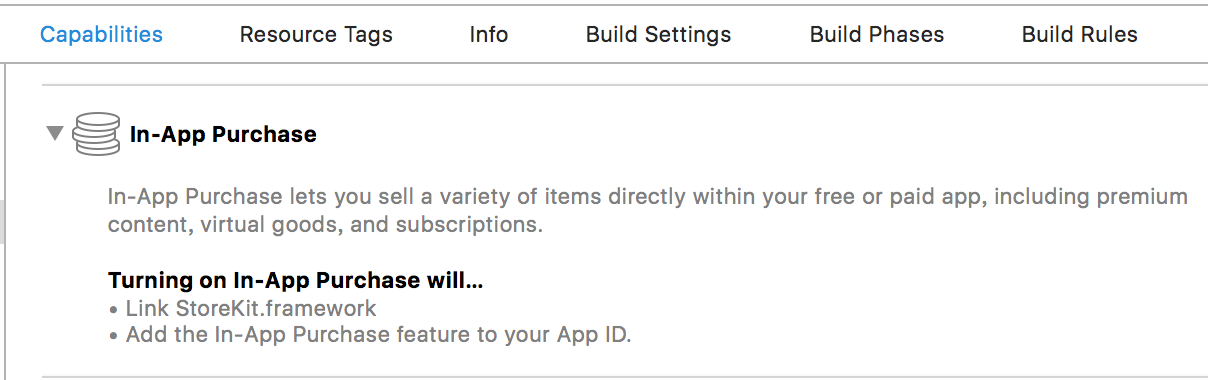 Capabilities Resource Tags Info Build Settings Build Phases Build Rules
In-App Purchase
In-App Purchase lets you sell a variety of items directly within your free or paid app, including premium
content, virtual goods, and subscriptions.
Turning on In-App Purchase will...
• Link StoreKit.framework
• Add the In-App Purchase feature to your App ID.